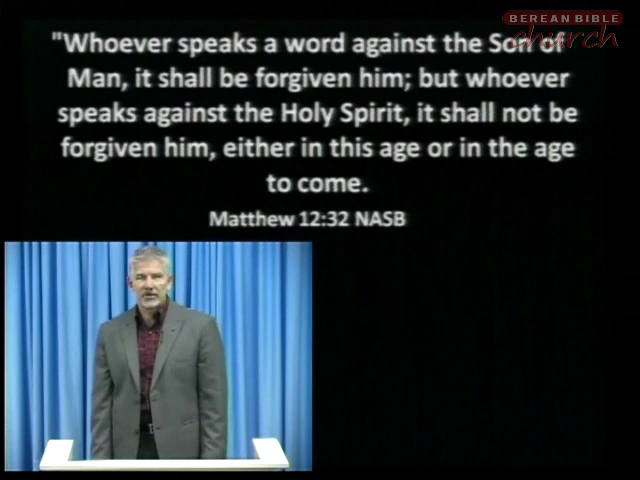 BEREAN BIBLE
church
"Whoever speaks a word against the Son of
Man, it shall be forgiven him; but whoever
speaks against the Holy Spirit, it shall not be
forgiven him, either in this age or in the age
to come.
Matthew 12:32 NASB